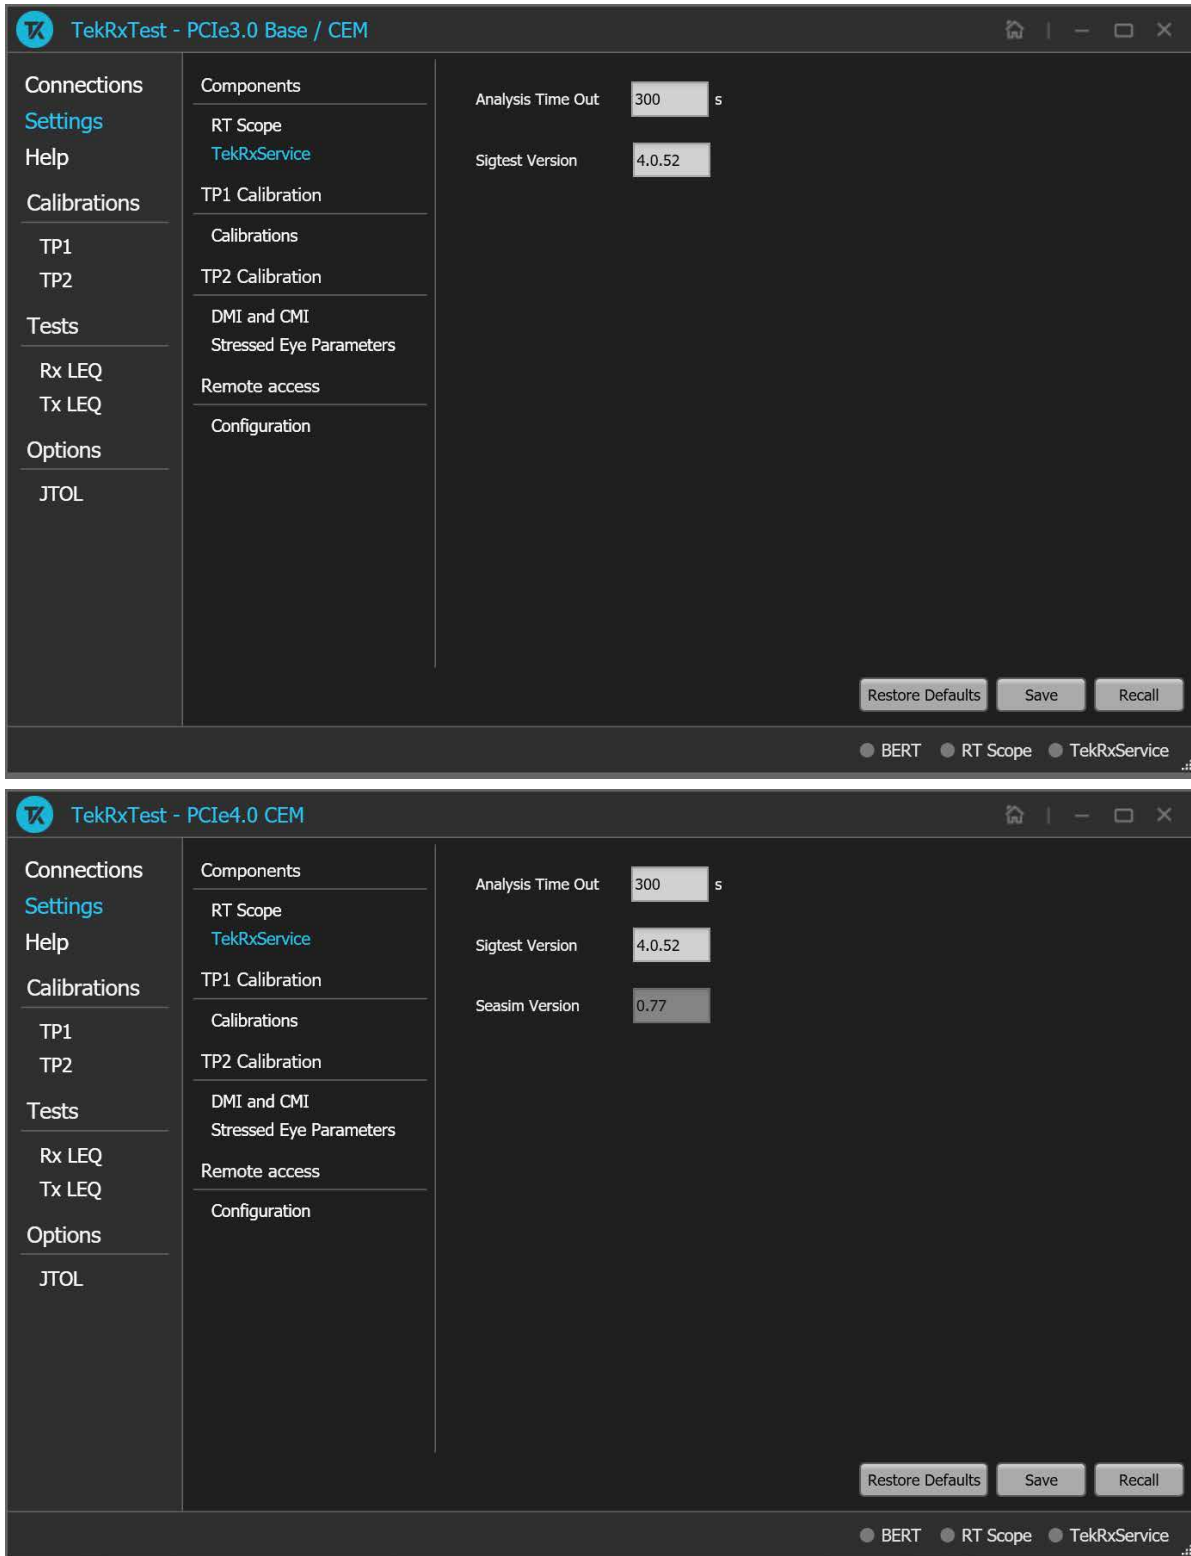 TekRxTest - PCIe3.0 Base / CEM
Connections
Settings
Help
Calibrations
TP1
TP2
Tests
Rx LEQ
Tx LEQ
Options
JTOL
Components
RT Scope
TekRxService
TP1 Calibration
Calibrations
TP2 Calibration
DMI and CMI
Stressed Eye Parameters
Remote access
Configuration
Analysis Time Out 300 s
Sigtest Version 4.0.52
Restore Defaults Save Recall
BERT RT Scope TekRxService
TekRxTest - PCIe4.0 CEM
Connections
Settings
Help
Calibrations
TP1
TP2
Tests
Rx LEQ
Tx LEQ
Options
JTOL
Components
RT Scope
TekRxService
TP1 Calibration
Calibrations
TP2 Calibration
DMI and CMI
Stressed Eye Parameters
Remote access
Configuration
Analysis Time Out 300 s
Sigtest Version 4.0.52
Seasim Version 0.77
Restore Defaults Save Recall
BERT RT Scope TekRxService